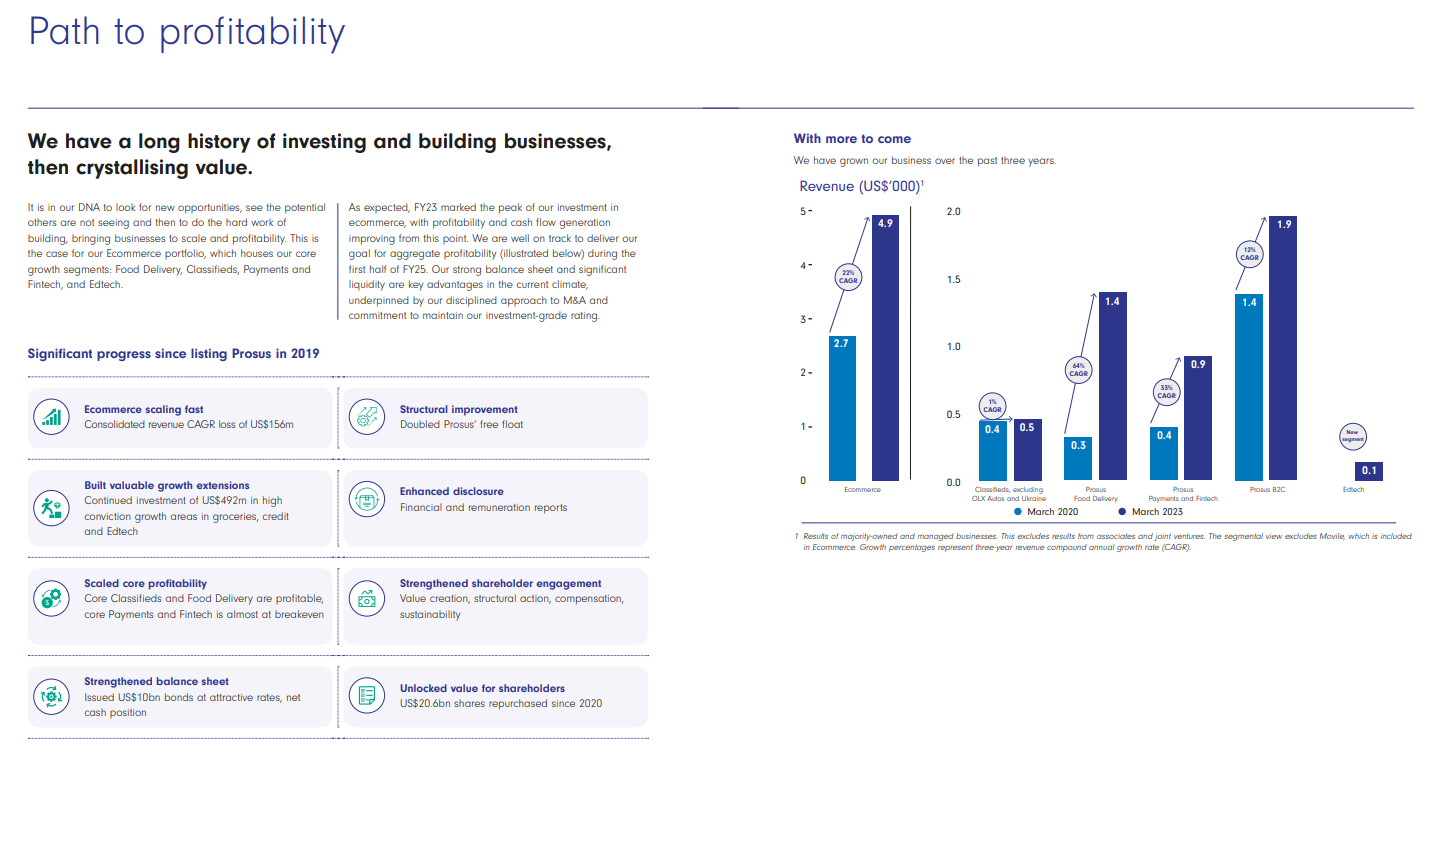 Path to profitability
We have a long history of investing and building businesses,
then crystallising value.
It is in our DNA to look for new opportunities, see the potential
others are not seeing and then to do the hard work of
building, bringing businesses to scale and profitability. This is
the case for our Ecommerce portfolio, which houses our core
growth segments: Food Delivery, Classifieds, Payments and
Fintech, and Edtech.
As expected, FY23 marked the peak of our investment in
ecommerce, with profitability and cash flow generation
improving from this point. We are well on track to deliver our
goal for aggregate profitability (illustrated below) during the
first half of FY25. Our strong balance sheet and significant
liquidity are key advantages in the current climate,
underpinned by our disciplined approach to M&A and
commitment to maintain our investment-grade rating.
Significant progress since listing Prosus in 2019
Ecommerce scaling fast
Consolidated revenue CAGR loss of US$156m
Structural improvement
Doubled Prosus' free float
Built valuable growth extensions
Continued investment of US$492m in high
conviction growth areas in groceries, credit
and Edtech
Enhanced disclosure
Financial and remuneration reports
Scaled core profitability
Core Classifieds and Food Delivery are profitable,
core Payments and Fintech is almost at breakeven
Strengthened shareholder engagement
Value creation, structural action, compensation,
sustainability
Strengthened balance sheet
Issued US$10bn bonds at attractive rates, net
cash position
Unlocked value for shareholders
US$20.6bn shares repurchased since 2020
With more to come
We have grown our business over the past three years.
Revenue (US$'000)1
5
4
3
2
1
0
2.7
22%
CAGR
4.9
Ecommerce
2.0
1.5
1.0
0.5
0.0
1%
CAGR
0.4
0.5
Classifieds, excluding
OLX Autos and Ukraine
64%
CAGR
0.3
1.4
Prosus
Food Delivery
33%
CAGR
0.4
0.9
Prosus
Payments and Fintech
12%
CAGR
1.4
1.9
Prosus B2C
New
segment
0.1
Edtech
March 2020
March 2023
1 Results of majority-owned and managed businesses. This excludes results from associates and joint ventures. The segmental view excludes Movile, which is included
in Ecommerce. Growth percentages represent three-year revenue compound annual growth rate (CAGR).